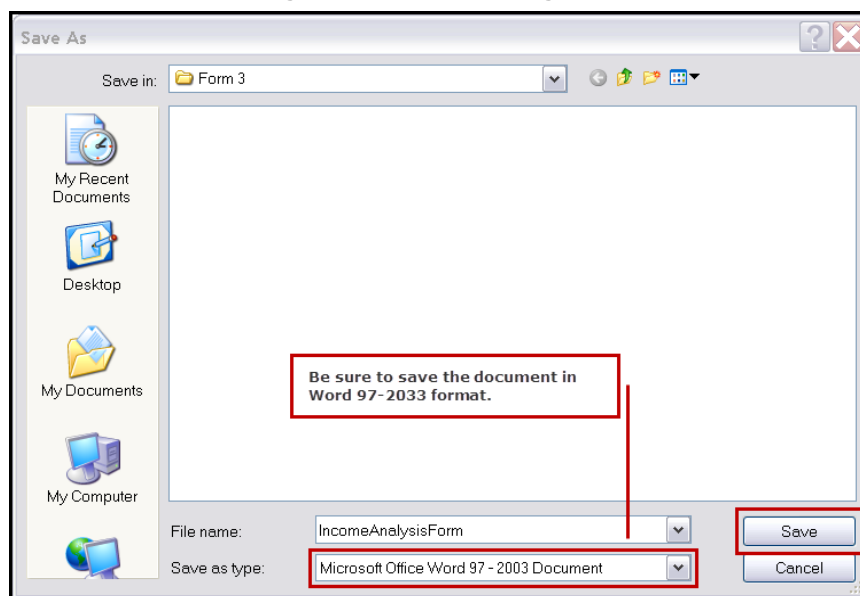 Save As
Save in:
Form 3
My Recent
Documents
Desktop
My Documents
My Computer
Be sure to save the document in
Word 97-2033 format.
File name:
IncomeAnalysisForm
Save
Save as type:
Microsoft Office Word 97 - 2003 Document
Cancel